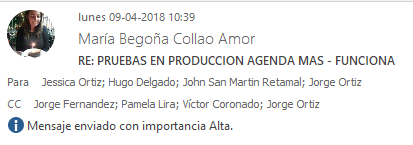 lunes 09-04-2018 10:39
María Begoña Collao Amor
RE: PRUEBAS EN PRODUCCION AGENDA MAS - FUNCIONA
Para Jessica Ortiz; Hugo Delgado; John San Martin Retamal; Jorge Ortiz
CC Jorge Fernandez; Pamela Lira; Víctor Coronado; Jorge Ortiz
Mensaje enviado con importancia Alta.